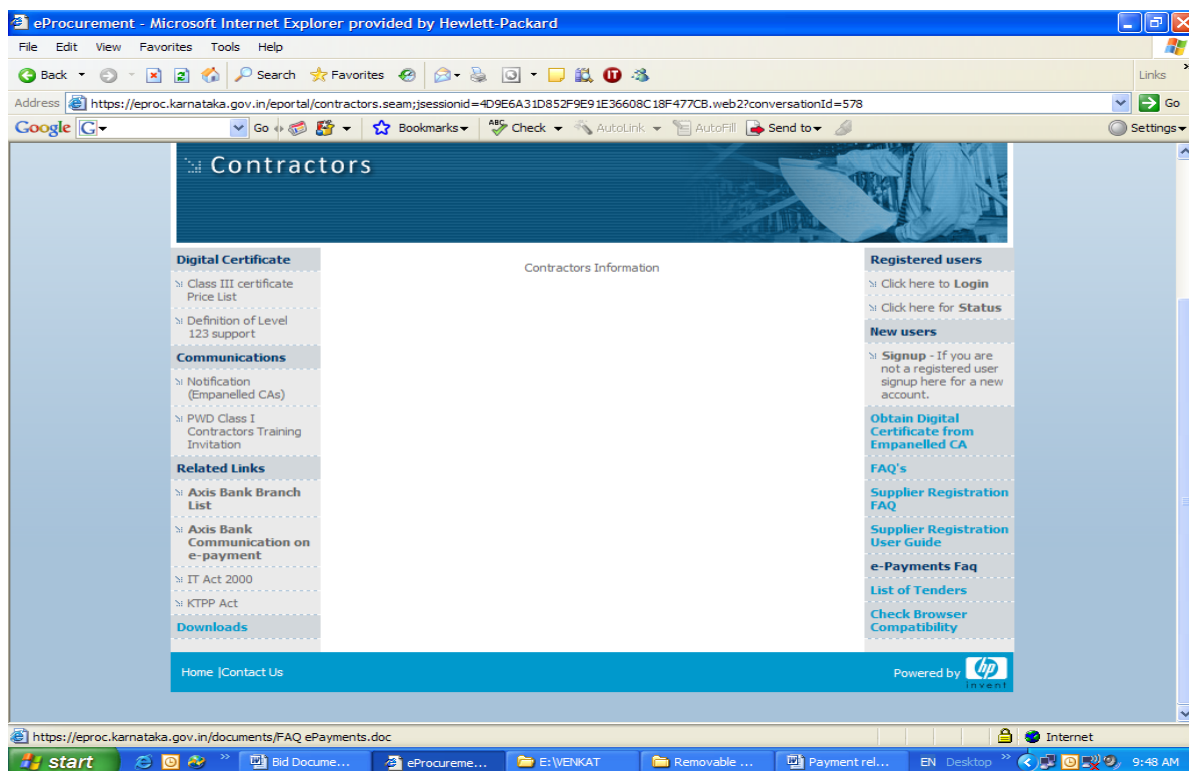 eProcurement - Microsoft Internet Explorer provided by Hewlett-Packard
File Edit View Favorites Tools Help
Back Search Favorites Links
Address https://eproc.karnataka.gov.in/eportal/contractors.seam;jsessionid=4D9E6A31D852F9E91E36608C18F477CB.web2?conversationId=578 Go
Google G Go Bookmarks ABC Check AutoLink AutoFill Send to Settings
Contractors
Digital Certificate
Class III certificate
Price List
Definition of Level
123 support
Communications
Notification
(Empanelled CAs)
PWD Class I
Contractors Training
Invitation
Related Links
Axis Bank Branch
List
Axis Bank
Communication on
e-payment
IT Act 2000
KTPP Act
Downloads
Contractors Information
Registered users
Click here to Login
Click here for Status
New users
Signup - If you are
not a registered user
signup here for a new
account.
Obtain Digital
Certificate from
Empanelled CA
FAQ's
Supplier Registration
FAQ
Supplier Registration
User Guide
e-Payments Faq
List of Tenders
Check Browser
Compatibility
Home |Contact Us
Powered by hp
invent
https://eproc.karnataka.gov.in/documents/FAQ ePayments.doc Internet
start Bid Docume... eProcureme... E:\VENKAT Removable ... Payment rel... EN Desktop 9:48 AM